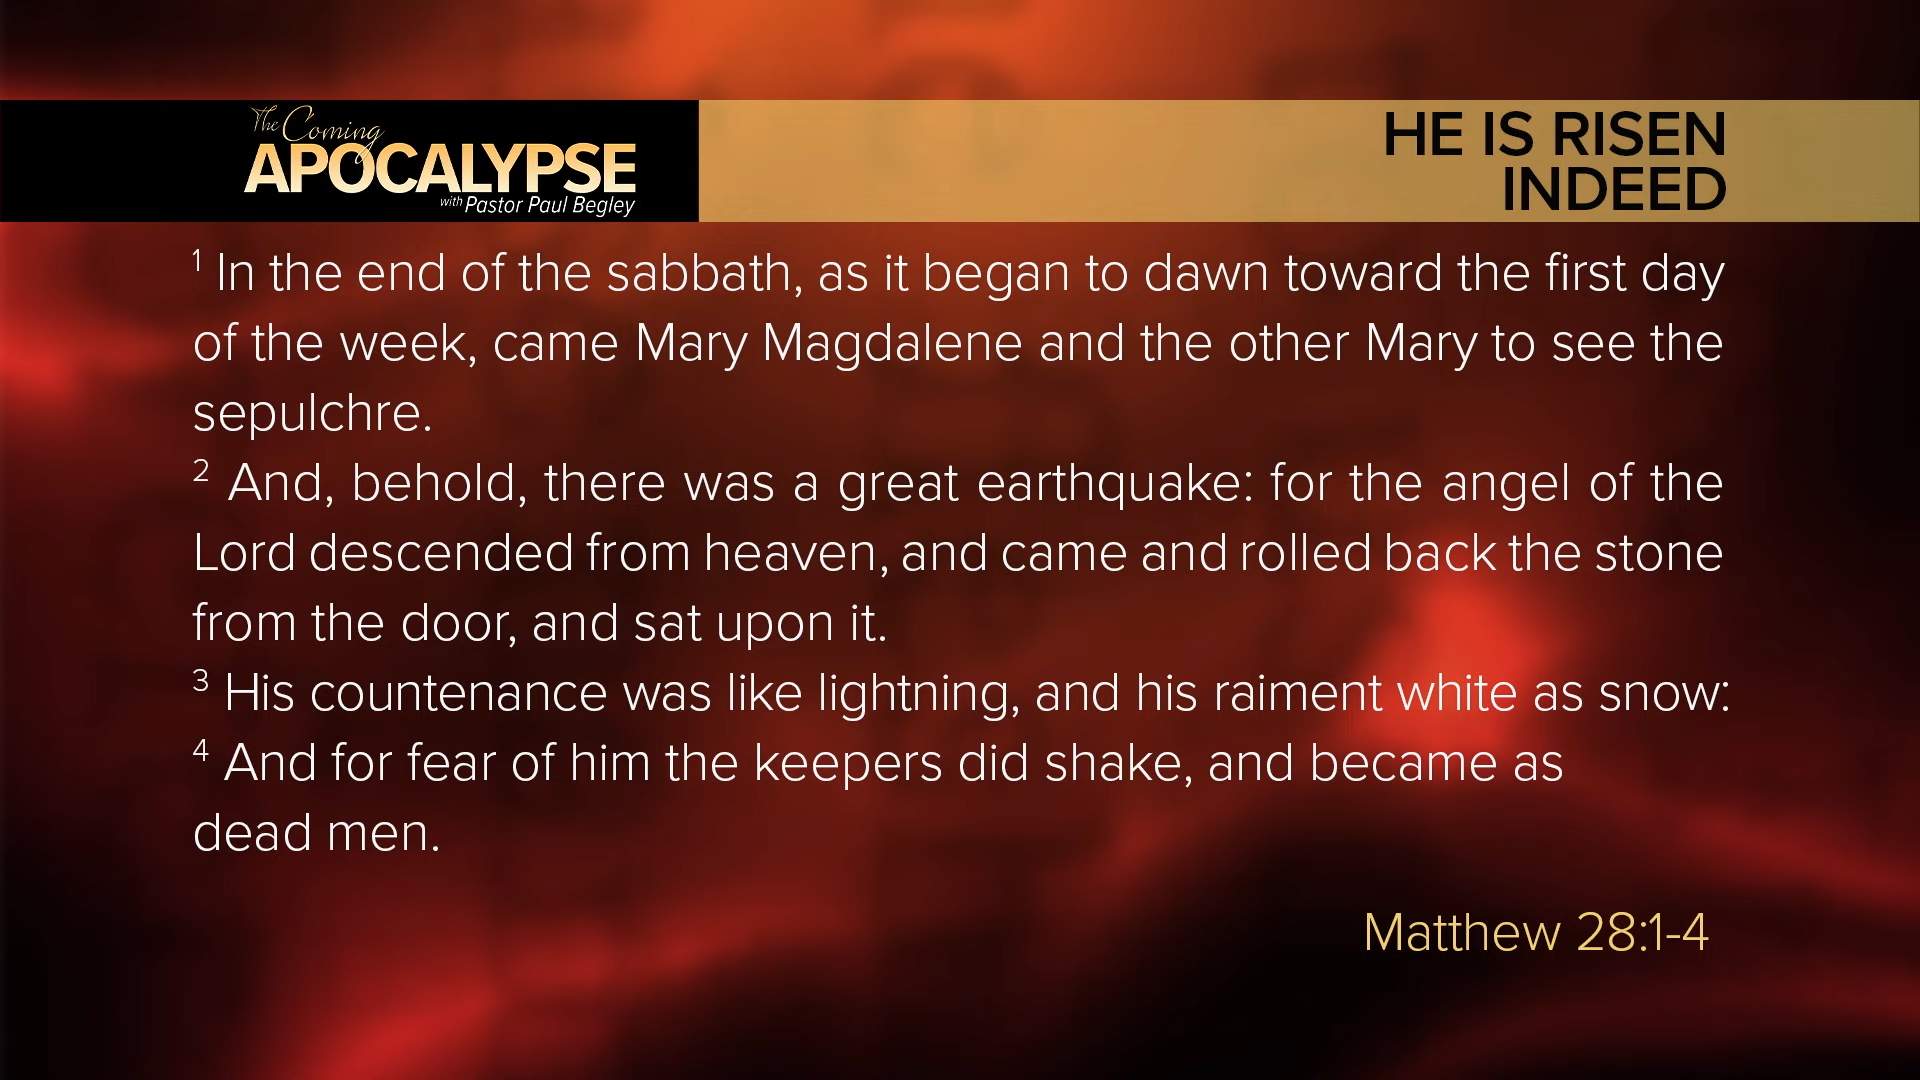 The Coming
APOCALYPSE
with Pastor Paul Begley
HE IS RISEN
INDEED
1 In the end of the sabbath, as it began to dawn toward the first day
of the week, came Mary Magdalene and the other Mary to see the
sepulchre.
2 And, behold, there was a great earthquake: for the angel of the
Lord descended from heaven, and came and rolled back the stone
from the door, and sat upon it.
3 His countenance was like lightning, and his raiment white as snow:
4 And for fear of him the keepers did shake, and became as
dead men.
Matthew 28:1-4